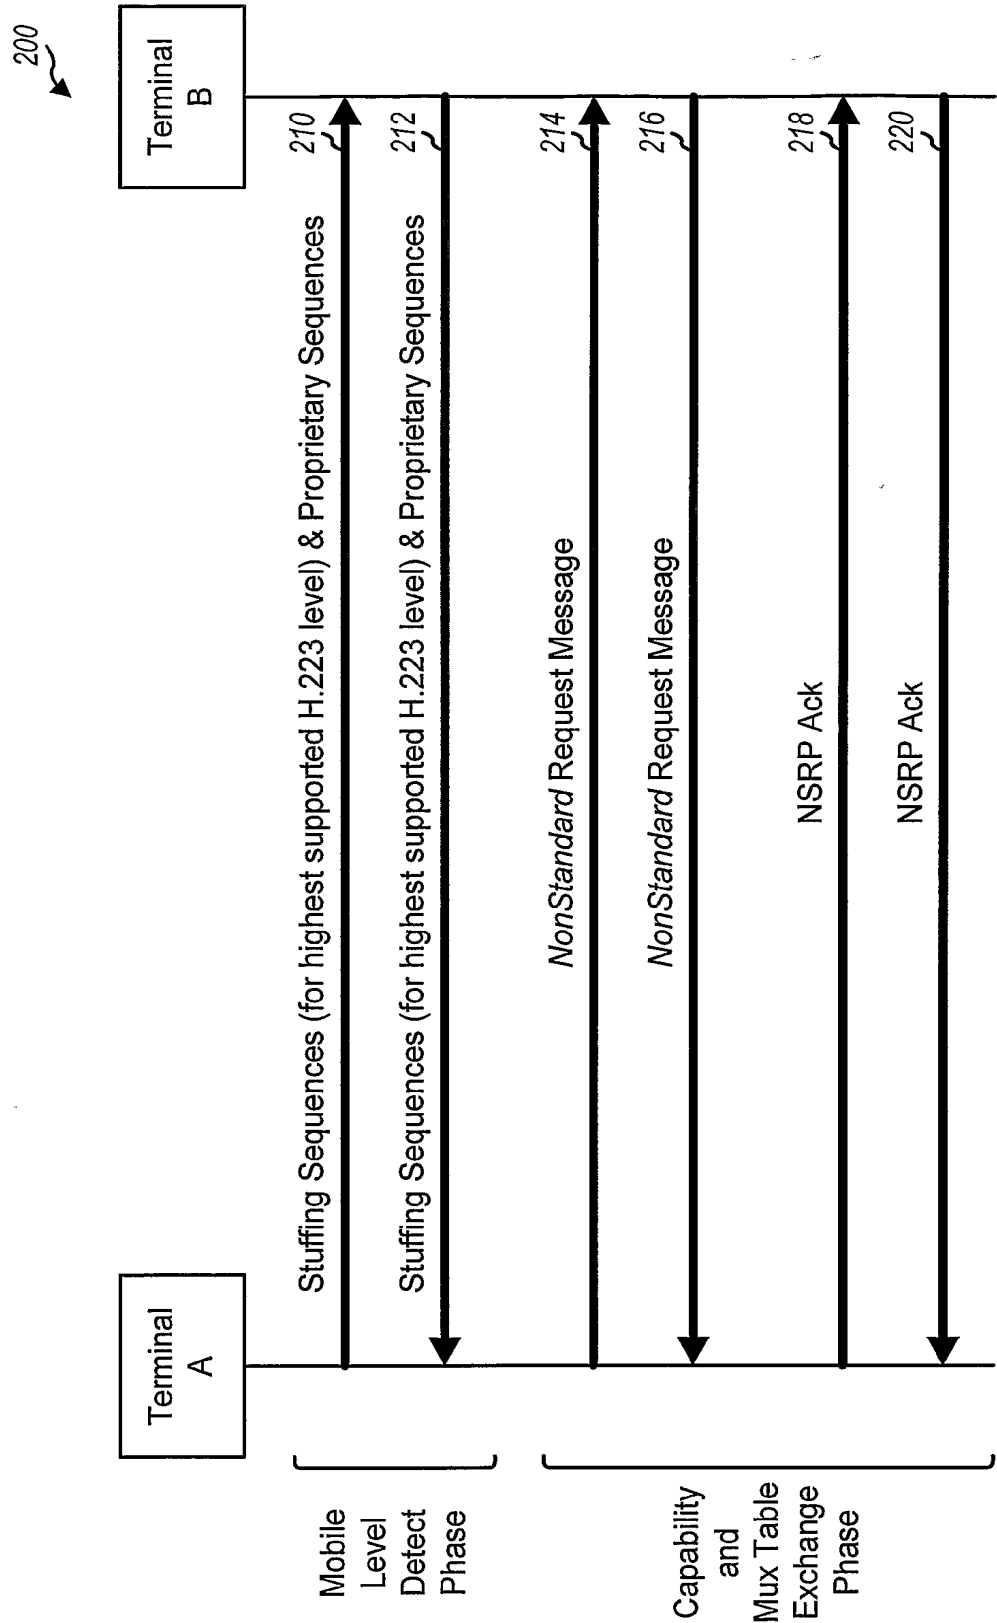 200
Terminal
A
Terminal
B
Mobile
Level
Detect
Phase
Stuffing Sequences (for highest supported H.223 level) & Proprietary Sequences
210
Stuffing Sequences (for highest supported H.223 level) & Proprietary Sequences
212
Capability
and
Mux Table
Exchange
Phase
NonStandard Request Message
214
NonStandard Request Message
216
NSRP Ack
218
NSRP Ack
220